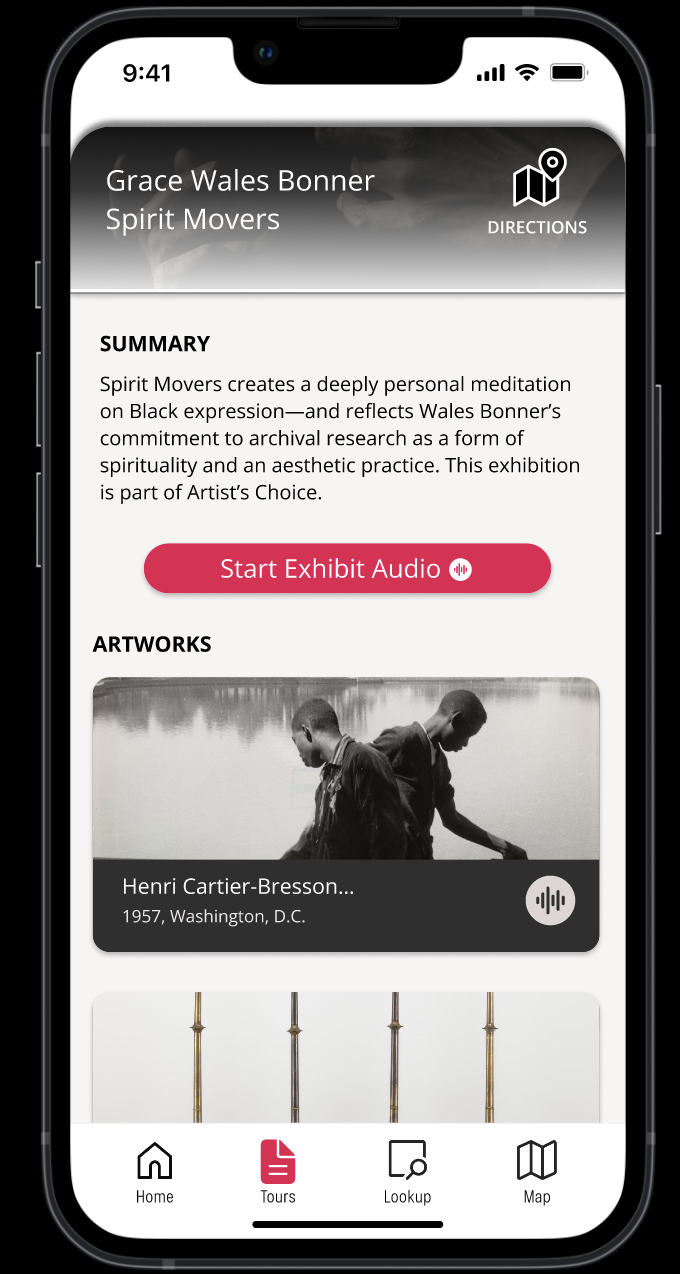 9:41
Grace Wales Bonner
Spirit Movers
DIRECTIONS
SUMMARY
Spirit Movers creates a deeply personal meditation
on Black expression—and reflects Wales Bonner’s
commitment to archival research as a form of
spirituality and an aesthetic practice. This exhibition
is part of Artist’s Choice.
Start Exhibit Audio
ARTWORKS
Henri Cartier-Bresson...
1957, Washington, D.C.
Home
Tours
Lookup
Map